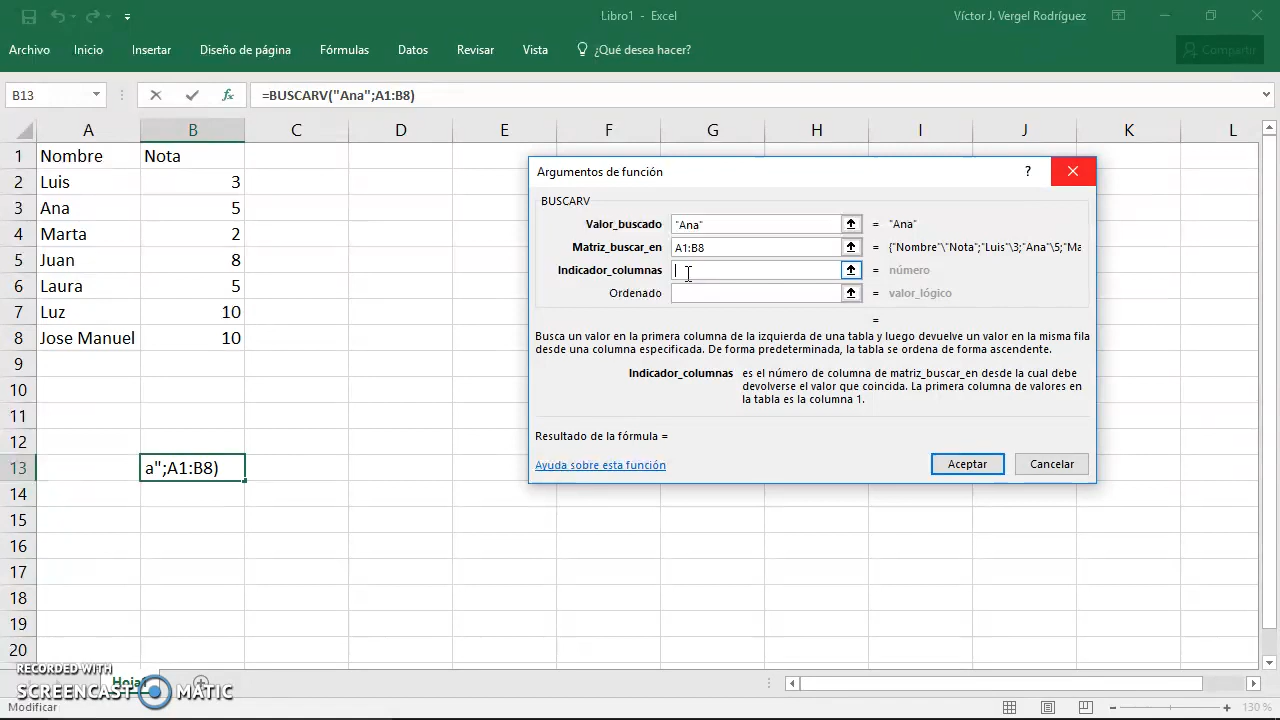 Libro1 - Excel
Víctor J. Vergel Rodríguez
Archivo Inicio Insertar Diseño de página Fórmulas Datos Revisar Vista ¿Qué desea hacer? Compartir
B13 fx =BUSCARV("Ana";A1:B8)
A B C D E F G H I J K L
1 Nombre Nota
2 Luis 3
3 Ana 5
4 Marta 2
5 Juan 8
6 Laura 5
7 Luz 10
8 Jose Manuel 10
9
10
11
12
13 a";A1:B8)
14
15
16
17
18
19
20
Argumentos de función ?
BUSCARV
Valor_buscado "Ana" = "Ana"
Matriz_buscar_en A1:B8 = {"Nombre"\"Nota";"Luis"\3;"Ana"\5;"Ma
Indicador_columnas = número
Ordenado = valor_lógico
=
Busca un valor en la primera columna de la izquierda de una tabla y luego devuelve un valor en la misma fila
desde una columna especificada. De forma predeterminada, la tabla se ordena de forma ascendente.
Indicador_columnas es el número de columna de matriz_buscar_en desde la cual debe
devolverse el valor que coincida. La primera columna de valores en
la tabla es la columna 1.
Resultado de la fórmula =
Ayuda sobre esta función Aceptar Cancelar
RECORDED WITH
SCREENCAST MATIC
Hoja1
Modificar 130 %